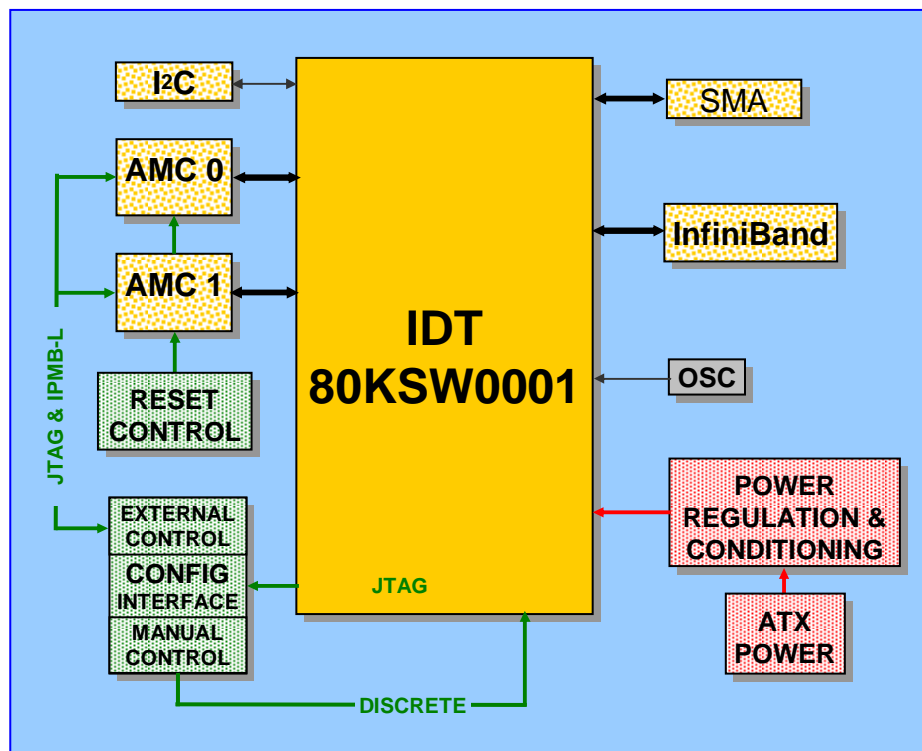 I2C
SMA
AMC 0
InfiniBand
AMC 1
IDT
80KSW0001
OSC
RESET
CONTROL
JTAG & IPMB-L
POWER
REGULATION &
CONDITIONING
EXTERNAL
CONTROL
CONFIG
INTERFACE
MANUAL
CONTROL
JTAG
ATX
POWER
DISCRETE